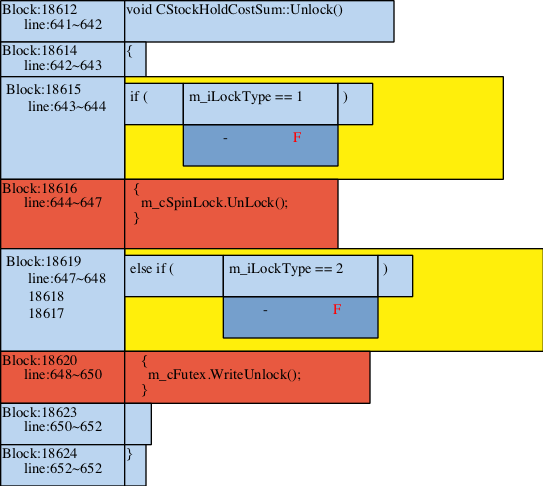 Block:18612 void CStockHoldCostSum::Unlock()
line:641~642
Block:18614 {
line:642~643
Block:18615
line:643~644
if ( m_iLockType == 1 )
- F
Block:18616 {
line:644~647 m_cSpinLock.UnLock();
}
Block:18619
line:647~648
18618
18617
else if ( m_iLockType == 2 )
- F
Block:18620 {
line:648~650 m_cFutex.WriteUnlock();
}
Block:18623
line:650~652
Block:18624 }
line:652~652